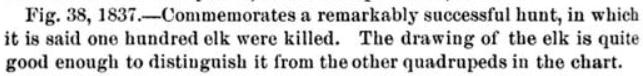 Fig. 38, 1837.—Commemorates a remarkably successful hunt, in which
it is said one hundred elk were killed. The drawing of the elk is quite
good enough to distinguish it from the other quadrupeds in the chart.